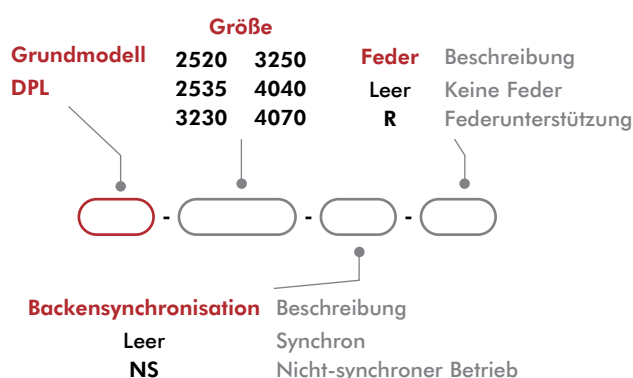 Größe
Grundmodell 2520 3250 Feder Beschreibung
DPL 2535 4040 Leer Keine Feder
3230 4070 R Federunterstützung
- - -
Backensynchronisation Beschreibung
Leer Synchron
NS Nicht-synchroner Betrieb